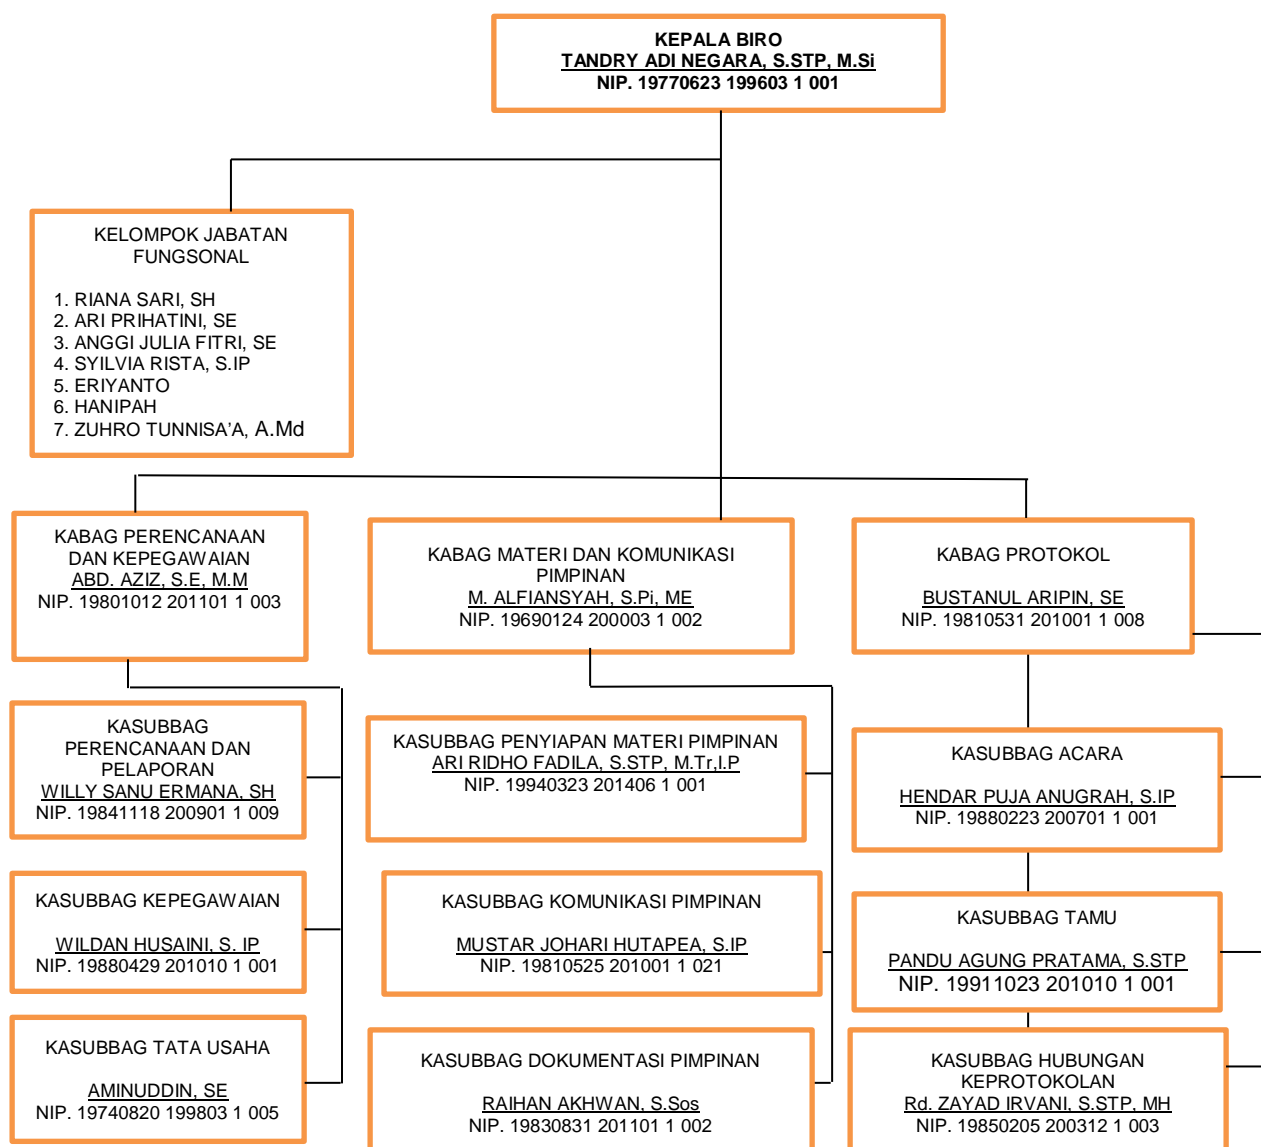 KEPALA BIRO
TANDRY ADI NEGARA, S.STP, M.Si
NIP. 19770623 199603 1 001
KELOMPOK JABATAN
FUNGSONAL
1. RIANA SARI, SH
2. ARI PRIHATINI, SE
3. ANGGI JULIA FITRI, SE
4. SYILVIA RISTA, S.IP
5. ERIYANTO
6. HANIPAH
7. ZUHRO TUNNISA’A, A.Md
KABAG PERENCANAAN
DAN KEPEGAWAIAN
ABD. AZIZ, S.E, M.M
NIP. 19801012 201101 1 003
KABAG MATERI DAN KOMUNIKASI
PIMPINAN
M. ALFIANSYAH, S.Pi, ME
NIP. 19690124 200003 1 002
KABAG PROTOKOL
BUSTANUL ARIPIN, SE
NIP. 19810531 201001 1 008
KASUBBAG
PERENCANAAN DAN
PELAPORAN
WILLY SANU ERMANA, SH
NIP. 19841118 200901 1 009
KASUBBAG PENYIAPAN MATERI PIMPINAN
ARI RIDHO FADILA, S.STP, M.Tr,I.P
NIP. 19940323 201406 1 001
KASUBBAG ACARA
HENDAR PUJA ANUGRAH, S.IP
NIP. 19880223 200701 1 001
KASUBBAG KEPEGAWAIAN
WILDAN HUSAINI, S. IP
NIP. 19880429 201010 1 001
KASUBBAG KOMUNIKASI PIMPINAN
MUSTAR JOHARI HUTAPEA, S.IP
NIP. 19810525 201001 1 021
KASUBBAG TAMU
PANDU AGUNG PRATAMA, S.STP
NIP. 19911023 201010 1 001
KASUBBAG TATA USAHA
AMINUDDIN, SE
NIP. 19740820 199803 1 005
KASUBBAG DOKUMENTASI PIMPINAN
RAIHAN AKHWAN, S.Sos
NIP. 19830831 201101 1 002
KASUBBAG HUBUNGAN
KEPROTOKOLAN
Rd. ZAYAD IRVANI, S.STP, MH
NIP. 19850205 200312 1 003